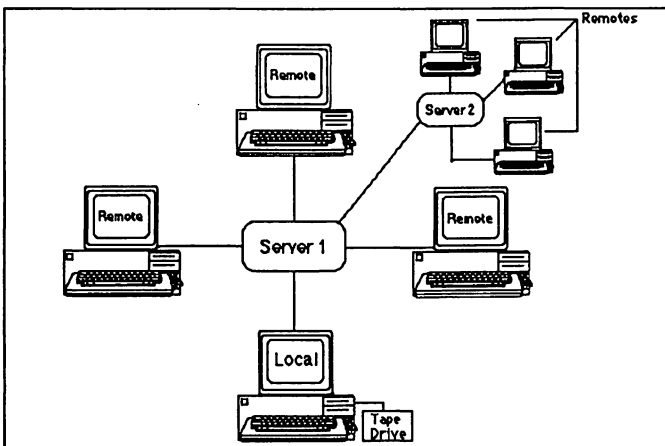 Remotes
Remote
Server 2
Remote
Server 1
Remote
Local
Tape
Drive